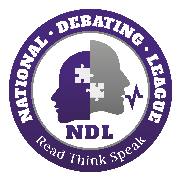 NATIONAL · DEBATING · LEAGUE
NDL
Read Think Speak